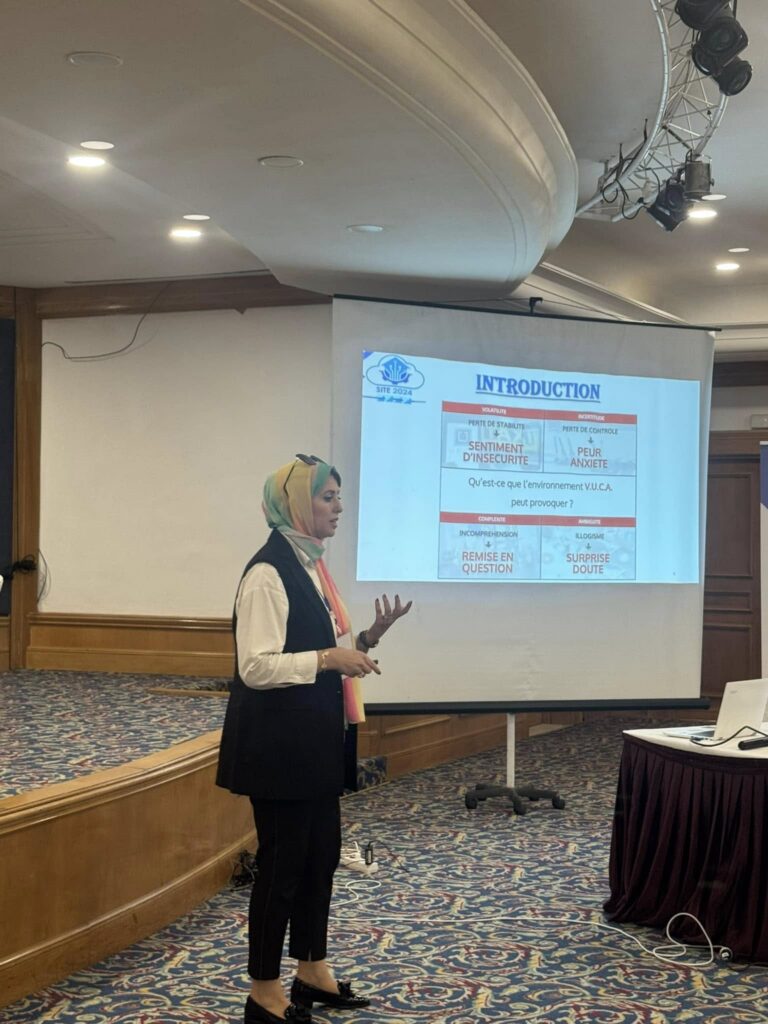 SITE 2024
INTRODUCTION
VOLATILITE
PERTE DE STABILITE
SENTIMENT
D'INSECURITE
INCERTITUDE
PERTE DE CONTROLE
PEUR
ANXIETE
Qu'est-ce que l'environnement V.U.C.A.
peut provoquer ?
COMPLEXITE
INCOMPREHENSION
REMISE EN
QUESTION
AMBIGUITE
ILLOGISME
SURPRISE
DOUTE